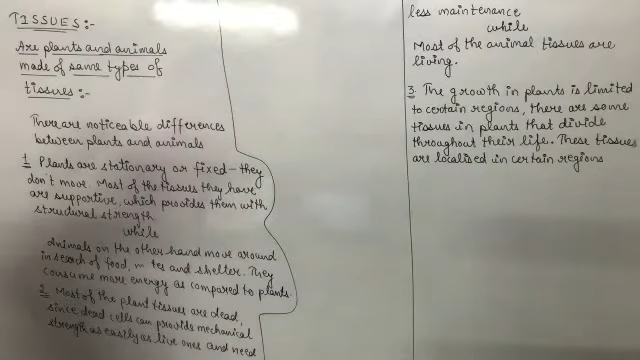 TISSUES:-
Are plants and animals
made of same types of
tissues:-
There are noticeable differences
between plants and animals
1 Plants are stationary or fixed - they
don't move. Most of the tissues they have
are supportive, which provides them with
structural strength
while
Animals on the other hand move around
in search of food, and shelter. They
consume more energy as compared to plants.
2 Most of the plant tissues are dead,
since dead cells can provide mechanical
strength as easily as live ones and need
less maintenance
while
Most of the animal tissues are
living.
3. The growth in plants is limited
to certain regions, there are some
tissues in plants that divide
throughout their life. These tissues
are localised in certain regions